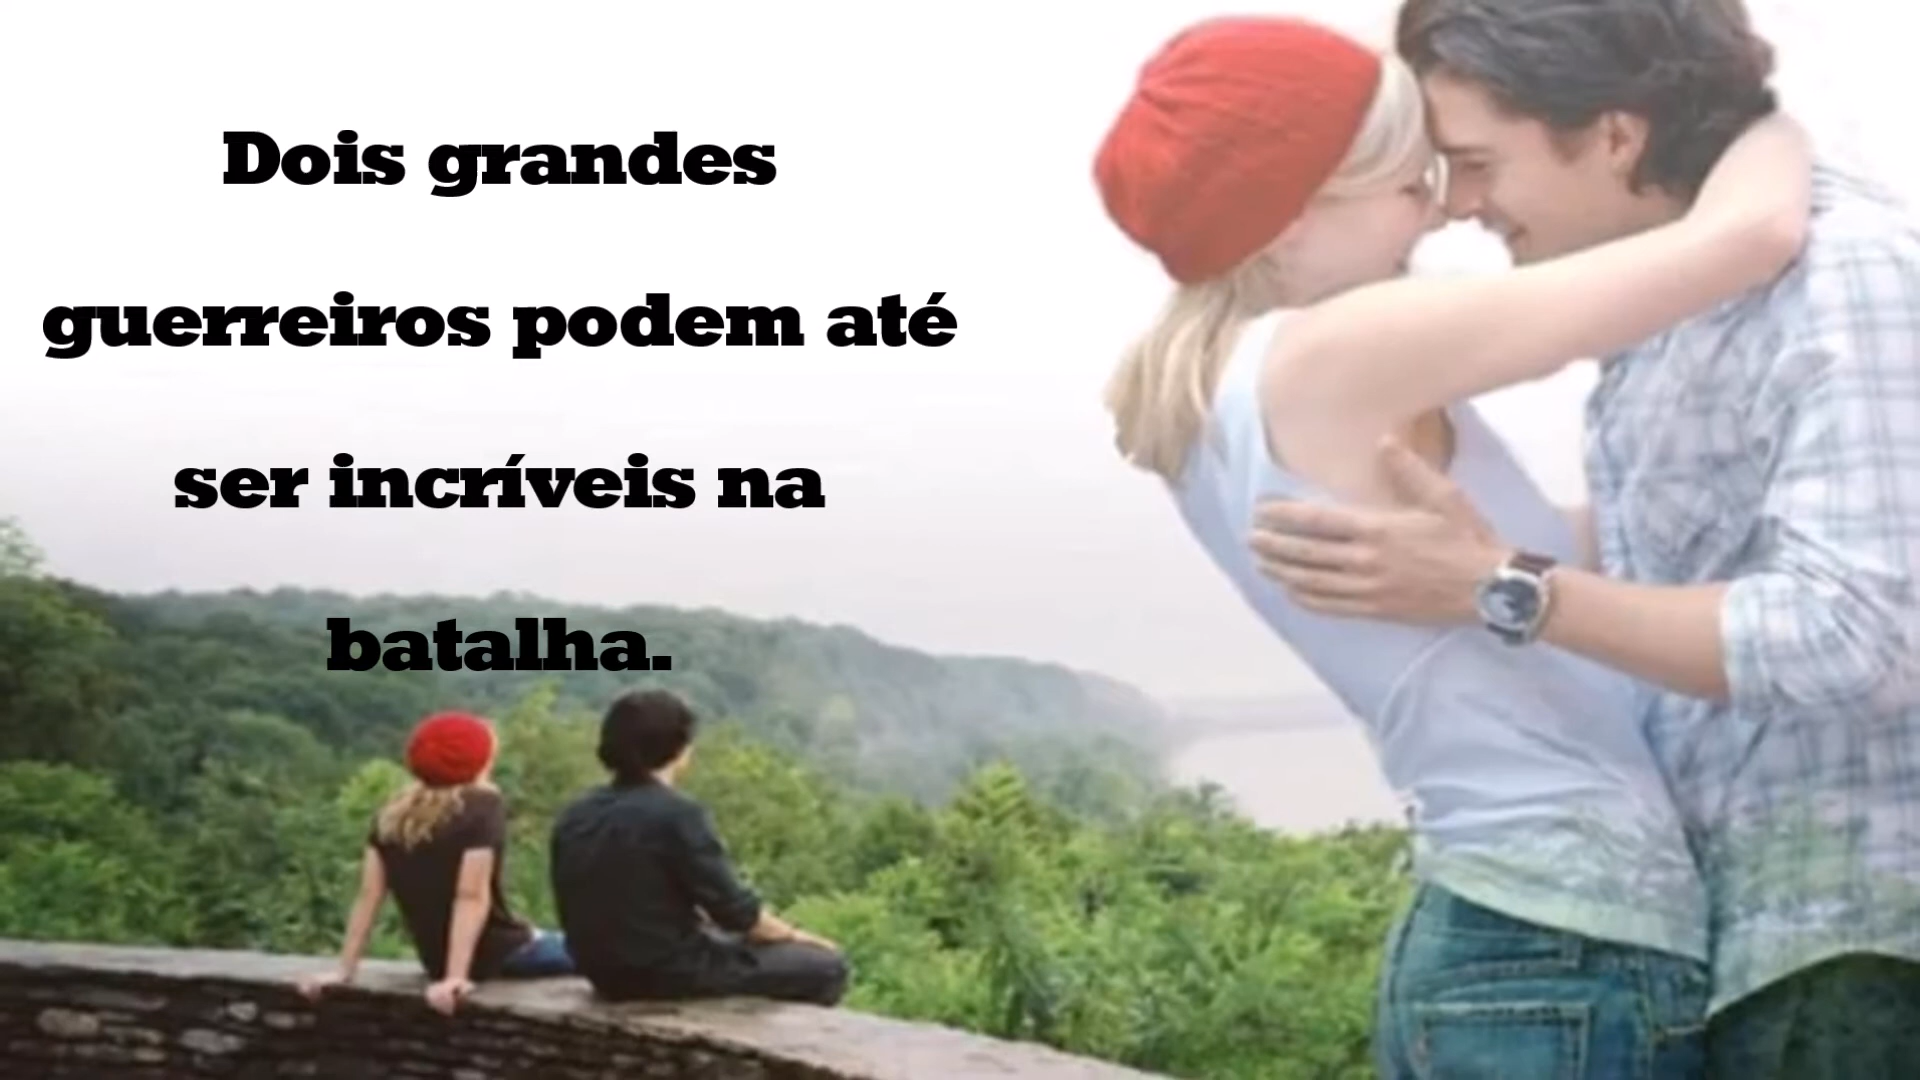 Dois grandes
guerreiros podem até
ser incríveis na
batalha.